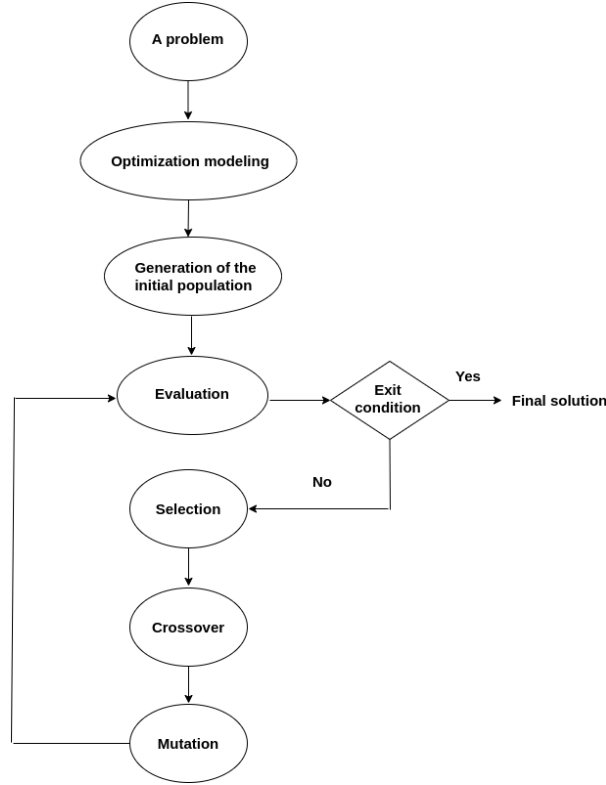 A problem
Optimization modeling
Generation of the
initial population
Evaluation
Exit
condition
Yes
Final solution
No
Selection
Crossover
Mutation